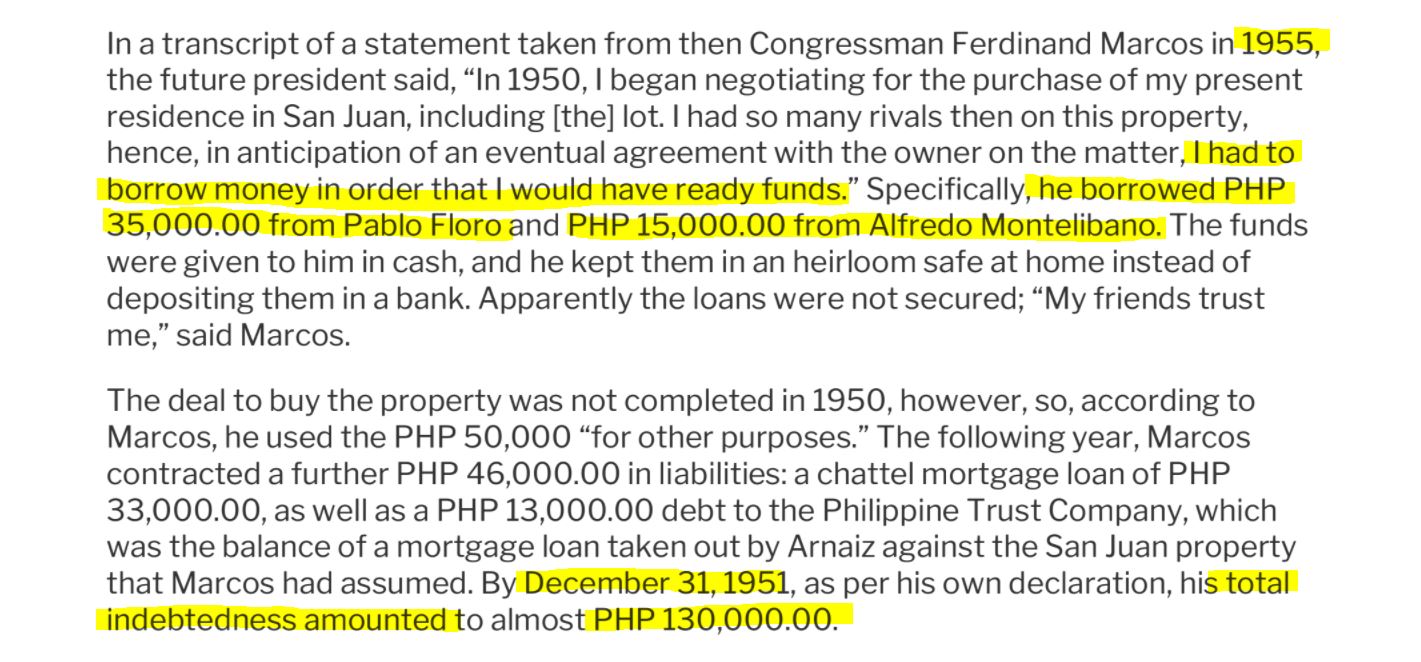 In a transcript of a statement taken from then Congressman Ferdinand Marcos in 1955,
the future president said, “In 1950, I began negotiating for the purchase of my present
residence in San Juan, including [the] lot. I had so many rivals then on this property,
hence, in anticipation of an eventual agreement with the owner on the matter, I had to
borrow money in order that I would have ready funds.” Specifically, he borrowed PHP
35,000.00 from Pablo Floro and PHP 15,000.00 from Alfredo Montelibano. The funds
were given to him in cash, and he kept them in an heirloom safe at home instead of
depositing them in a bank. Apparently the loans were not secured; “My friends trust
me,” said Marcos.
The deal to buy the property was not completed in 1950, however, so, according to
Marcos, he used the PHP 50,000 “for other purposes.” The following year, Marcos
contracted a further PHP 46,000.00 in liabilities: a chattel mortgage loan of PHP
33,000.00, as well as a PHP 13,000.00 debt to the Philippine Trust Company, which
was the balance of a mortgage loan taken out by Arnaiz against the San Juan property
that Marcos had assumed. By December 31, 1951, as per his own declaration, his total
indebtedness amounted to almost PHP 130,000.00.